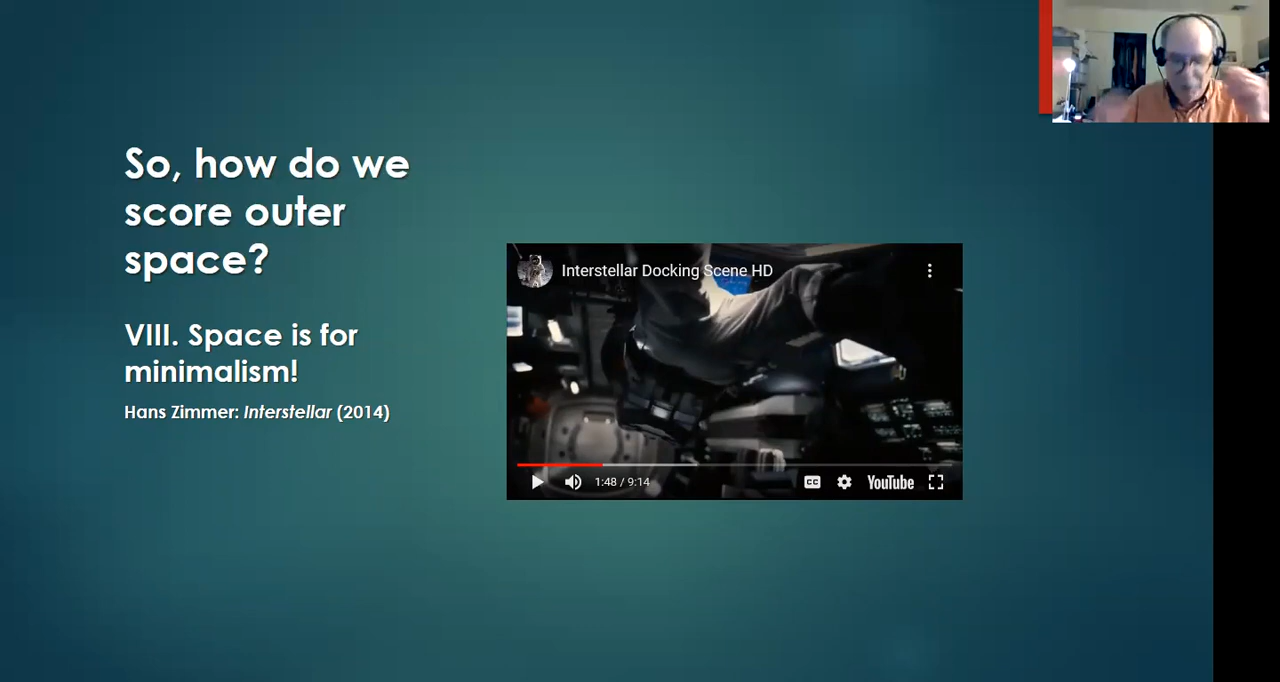 So, how do we
score outer
space?
VIII. Space is for
minimalism!
Hans Zimmer: Interstellar (2014)
Interstellar Docking Scene HD
1:48 / 9:14
CC
YouTube